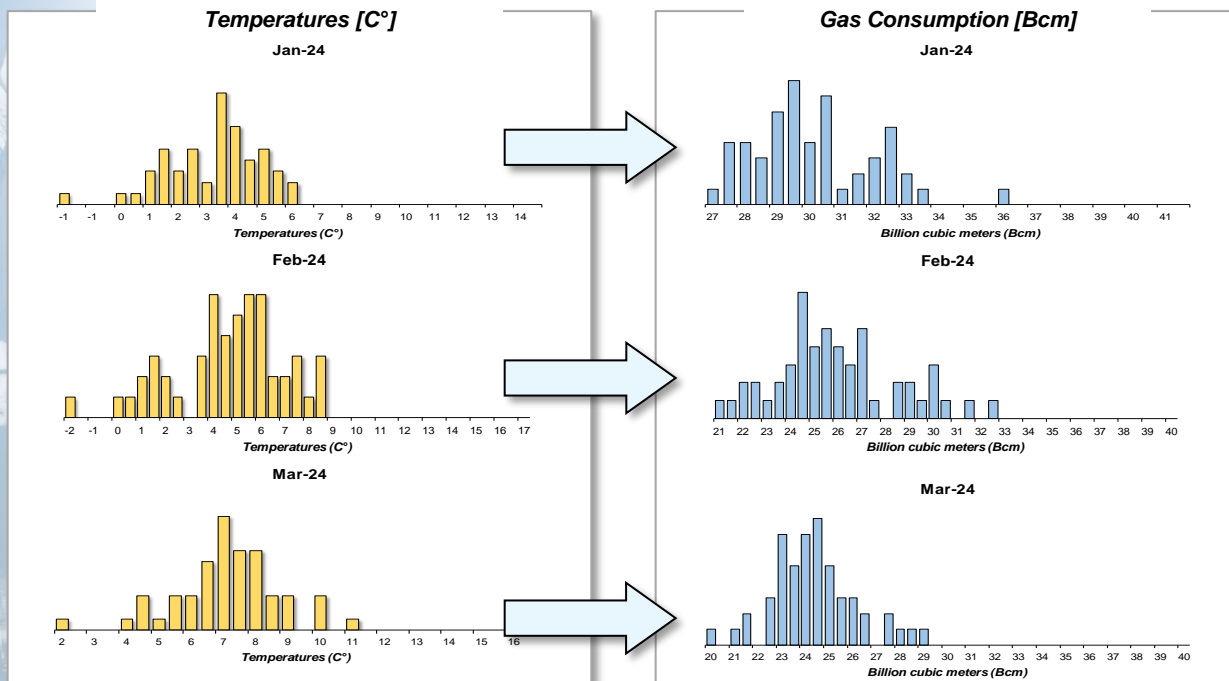 Temperatures [C°]
Jan-24
-1 -1 0 1 2 3 4 5 6 7 8 9 10 11 12 13 14
Temperatures (C°)
Feb-24
-2 -1 0 1 2 3 4 5 6 7 8 9 10 11 12 13 14 15 16 17
Temperatures (C°)
Mar-24
2 3 4 5 6 7 8 9 10 11 12 13 14 15 16
Temperatures (C°)
Gas Consumption [Bcm]
Jan-24
27 28 29 30 31 32 33 34 35 36 37 38 39 40 41
Billion cubic meters (Bcm)
Feb-24
21 22 23 24 25 26 27 28 29 30 31 32 33 34 35 36 37 38 40
Billion cubic meters (Bcm)
Mar-24
20 21 22 23 24 25 26 27 28 29 30 31 32 33 34 35 36 37 38 40
Billion cubic meters (Bcm)